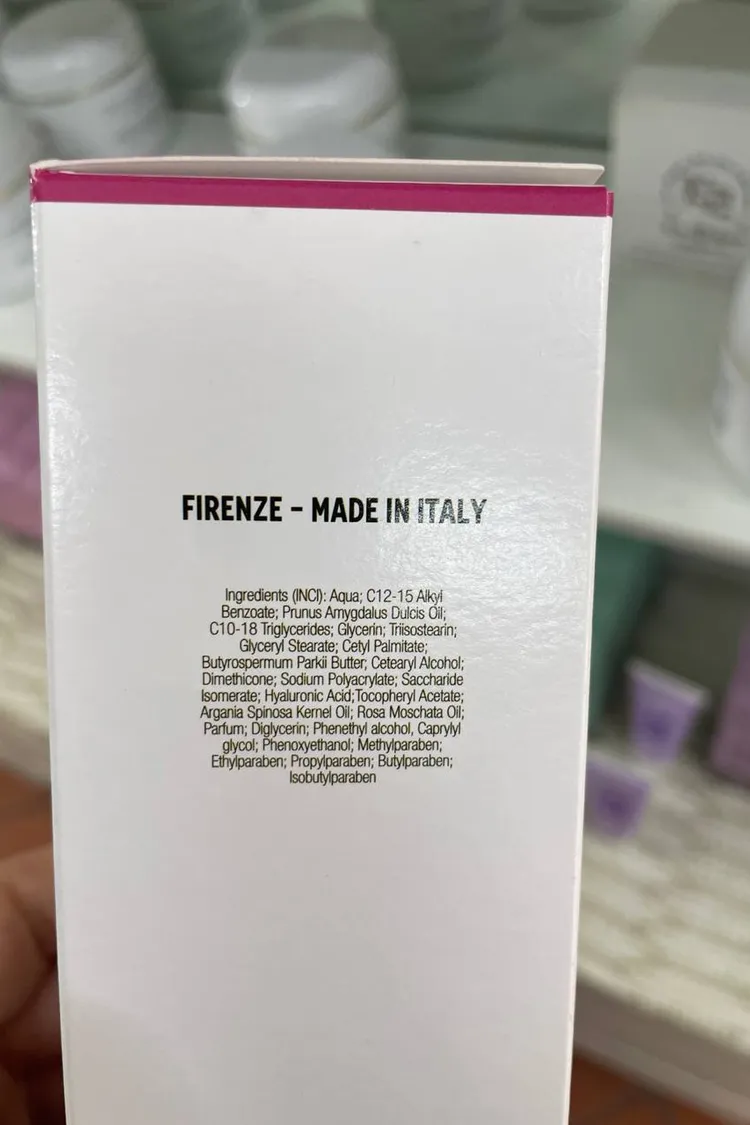 FIRENZE – MADE IN ITALY
Ingredients (INCI): Aqua; C12-15 Alkyl
Benzoate; Prunus Amygdalus Dulcis Oil;
C10-18 Triglycerides; Glycerin; Triisostearin;
Glyceryl Stearate; Cetyl Palmitate;
Butyrospermum Parkii Butter; Cetearyl Alcohol;
Dimethicone; Sodium Polyacrylate; Saccharide
Isomerate; Hyaluronic Acid;Tocopheryl Acetate;
Argania Spinosa Kernel Oil; Rosa Moschata Oil;
Parfum; Diglycerin; Phenethyl alcohol, Caprylyl
glycol; Phenoxyethanol; Methylparaben;
Ethylparaben; Propylparaben; Butylparaben;
Isobutylparaben